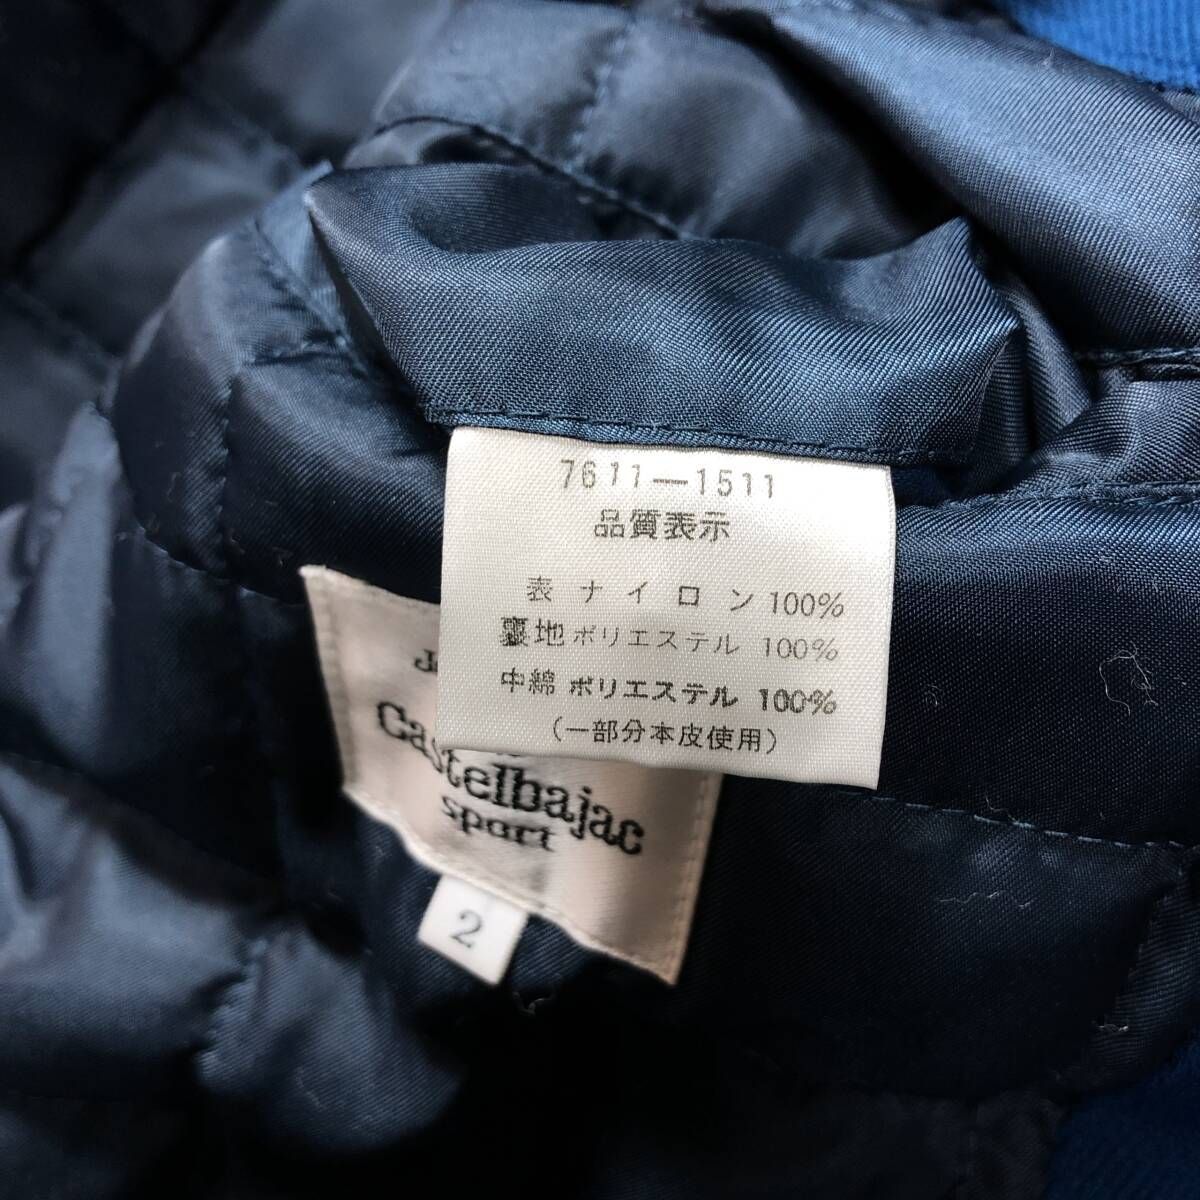 7611-1511
品質表示
表 ナイロン 100%
裏地 ポリエステル 100%
中綿 ポリエステル 100%
(一部分本皮使用)
Castelbajac
sport
2